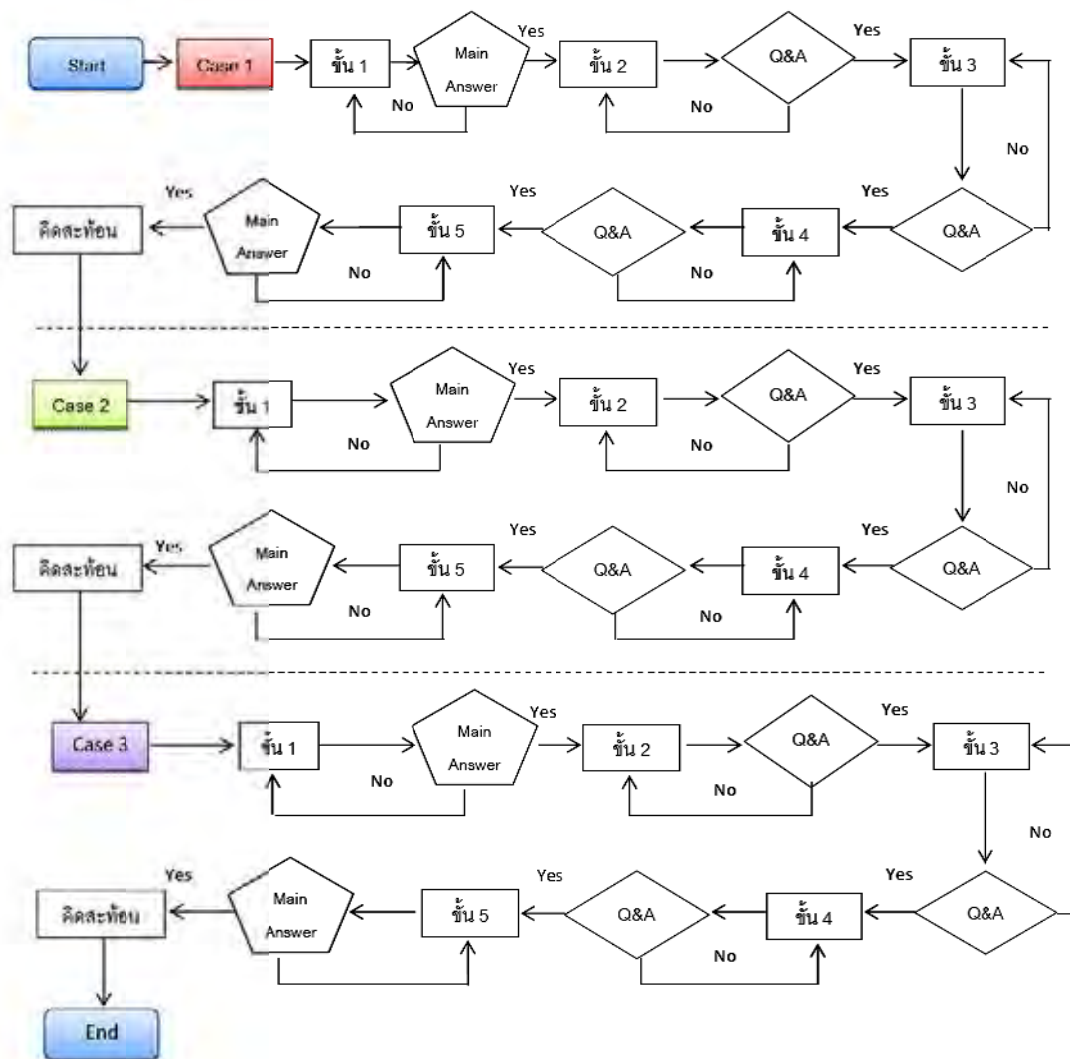 Start
Case 1
ขั้น 1
Main
Answer
Yes
No
ขั้น 2
Q&A
Yes
No
ขั้น 3
No
Q&A
Yes
ขั้น 4
No
Q&A
Yes
ขั้น 5
No
Main
Answer
Yes
คิดสะท้อน
Case 2
ขั้น 1
Main
Answer
Yes
No
ขั้น 2
Q&A
Yes
No
ขั้น 3
No
Q&A
Yes
ขั้น 4
No
Q&A
Yes
ขั้น 5
No
Main
Answer
Yes
คิดสะท้อน
Case 3
ขั้น 1
Main
Answer
Yes
No
ขั้น 2
Q&A
Yes
No
ขั้น 3
No
Q&A
Yes
ขั้น 4
No
Q&A
Yes
ขั้น 5
Main
Answer
Yes
คิดสะท้อน
End